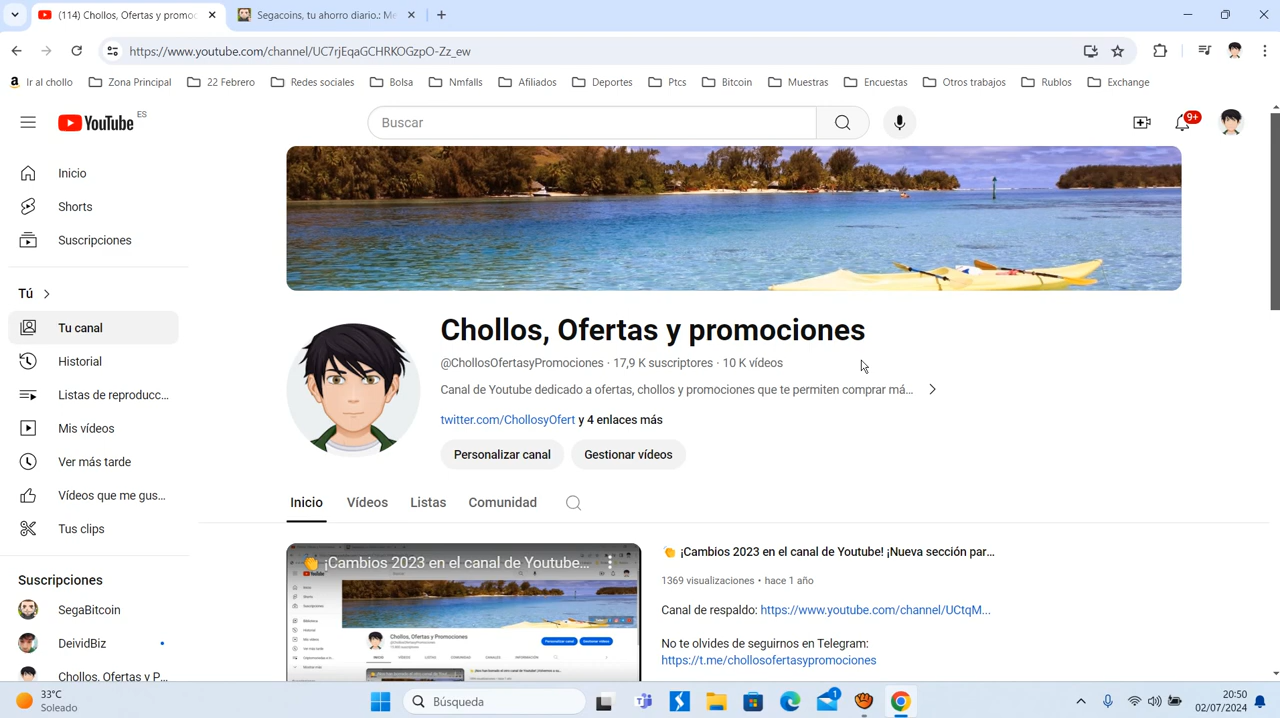 (114) Chollos, Ofertas y promoc
Segacoins, tu ahorro diario.: Me
https://www.youtube.com/channel/UC7rjEqaGCHRKOGzpO-Zz_ew
Ir al chollo
Zona Principal
22 Febrero
Redes sociales
Bolsa
Nmfalls
Afiliados
Deportes
Ptcs
Bitcoin
Muestras
Encuestas
Otros trabajos
Rublos
Exchange
YouTube ES
Buscar
9+
Inicio
Shorts
Suscripciones
Tú
Tu canal
Historial
Listas de reproducc...
Mis vídeos
Ver más tarde
Vídeos que me gus...
Tus clips
Suscripciones
SegaBitcoin
DeividBiz
Chollos, Ofertas y
Chollos, Ofertas y promociones
@ChollosOfertasyPromociones · 17,9 K suscriptores · 10 K vídeos
Canal de Youtube dedicado a ofertas, chollos y promociones que te permiten comprar má...
twitter.com/ChollosyOfert y 4 enlaces más
Personalizar canal
Gestionar vídeos
Inicio
Vídeos
Listas
Comunidad
👏 ¡Cambios 2023 en el canal de Youtube...
Chollos, Ofertas y Promociones
👏 ¡Cambios 2023 en el canal de Youtube! ¡Nueva sección par...
1369 visualizaciones • hace 1 año
Canal de respaldo: https://www.youtube.com/channel/UCtqM...
No te olvides de seguirnos en Telegram:
https://t.me/chollosofertasypromociones
33°C
Soleado
Búsqueda
1
20:50
02/07/2024